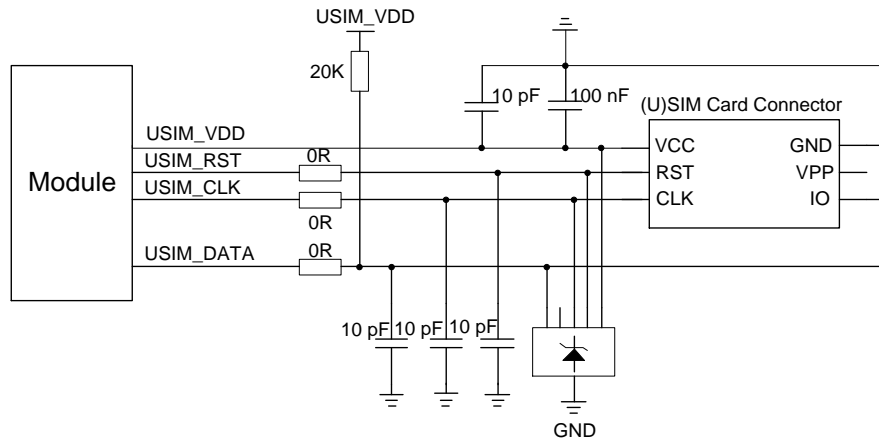 USIM_VDD
20K
10 pF
100 nF
(U)SIM Card Connector
USIM_VDD
VCC
GND
USIM_RST
0R
RST
VPP
Module
USIM_CLK
CLK
IO
0R
USIM_DATA
0R
10 pF
10 pF
10 pF
GND